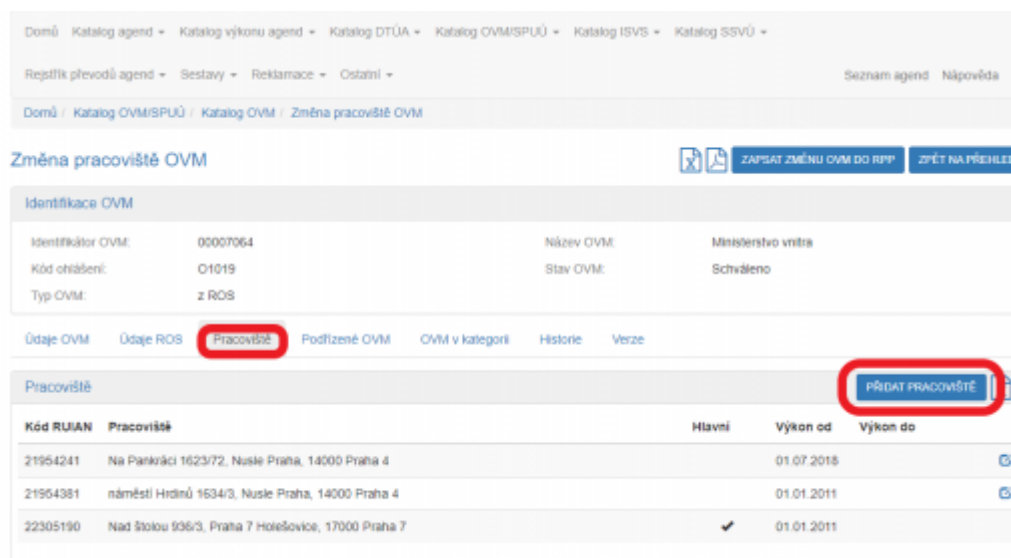 Domů Katalog agend Katalog výkonu agend Katalog DTÚA Katalog OVM/SPUÚ Katalog ISVS Katalog SSVÚ
Rejstřík převodů agend Sestavy Reklamace Ostatní Seznam agend Nápověda
Domů / Katalog OVM/SPUÚ / Katalog OVM / Změna pracoviště OVM
Změna pracoviště OVM ZAPSAT ZMĚNU OVM DO RPP ZPĚT NA PŘEHLED
Identifikace OVM
Identifikátor OVM: 00007064 Název OVM: Ministerstvo vnitra
Kód ohlášení: O1019 Stav OVM: Schváleno
Typ OVM: z ROS
Údaje OVM Údaje ROS Pracoviště Podřízené OVM OVM v kategorii Historie Verze
Pracoviště PŘIDAT PRACOVIŠTĚ
Kód RUIAN Pracoviště Hlavní Výkon od Výkon do
21954241 Na Pankráci 1623/72, Nusle Praha, 14000 Praha 4 01.07.2018
21954381 náměstí Hrdinů 1634/3, Nusle Praha, 14000 Praha 4 01.01.2011
22305190 Nad štolou 936/3, Praha 7 Holešovice, 17000 Praha 7 ✔ 01.01.2011